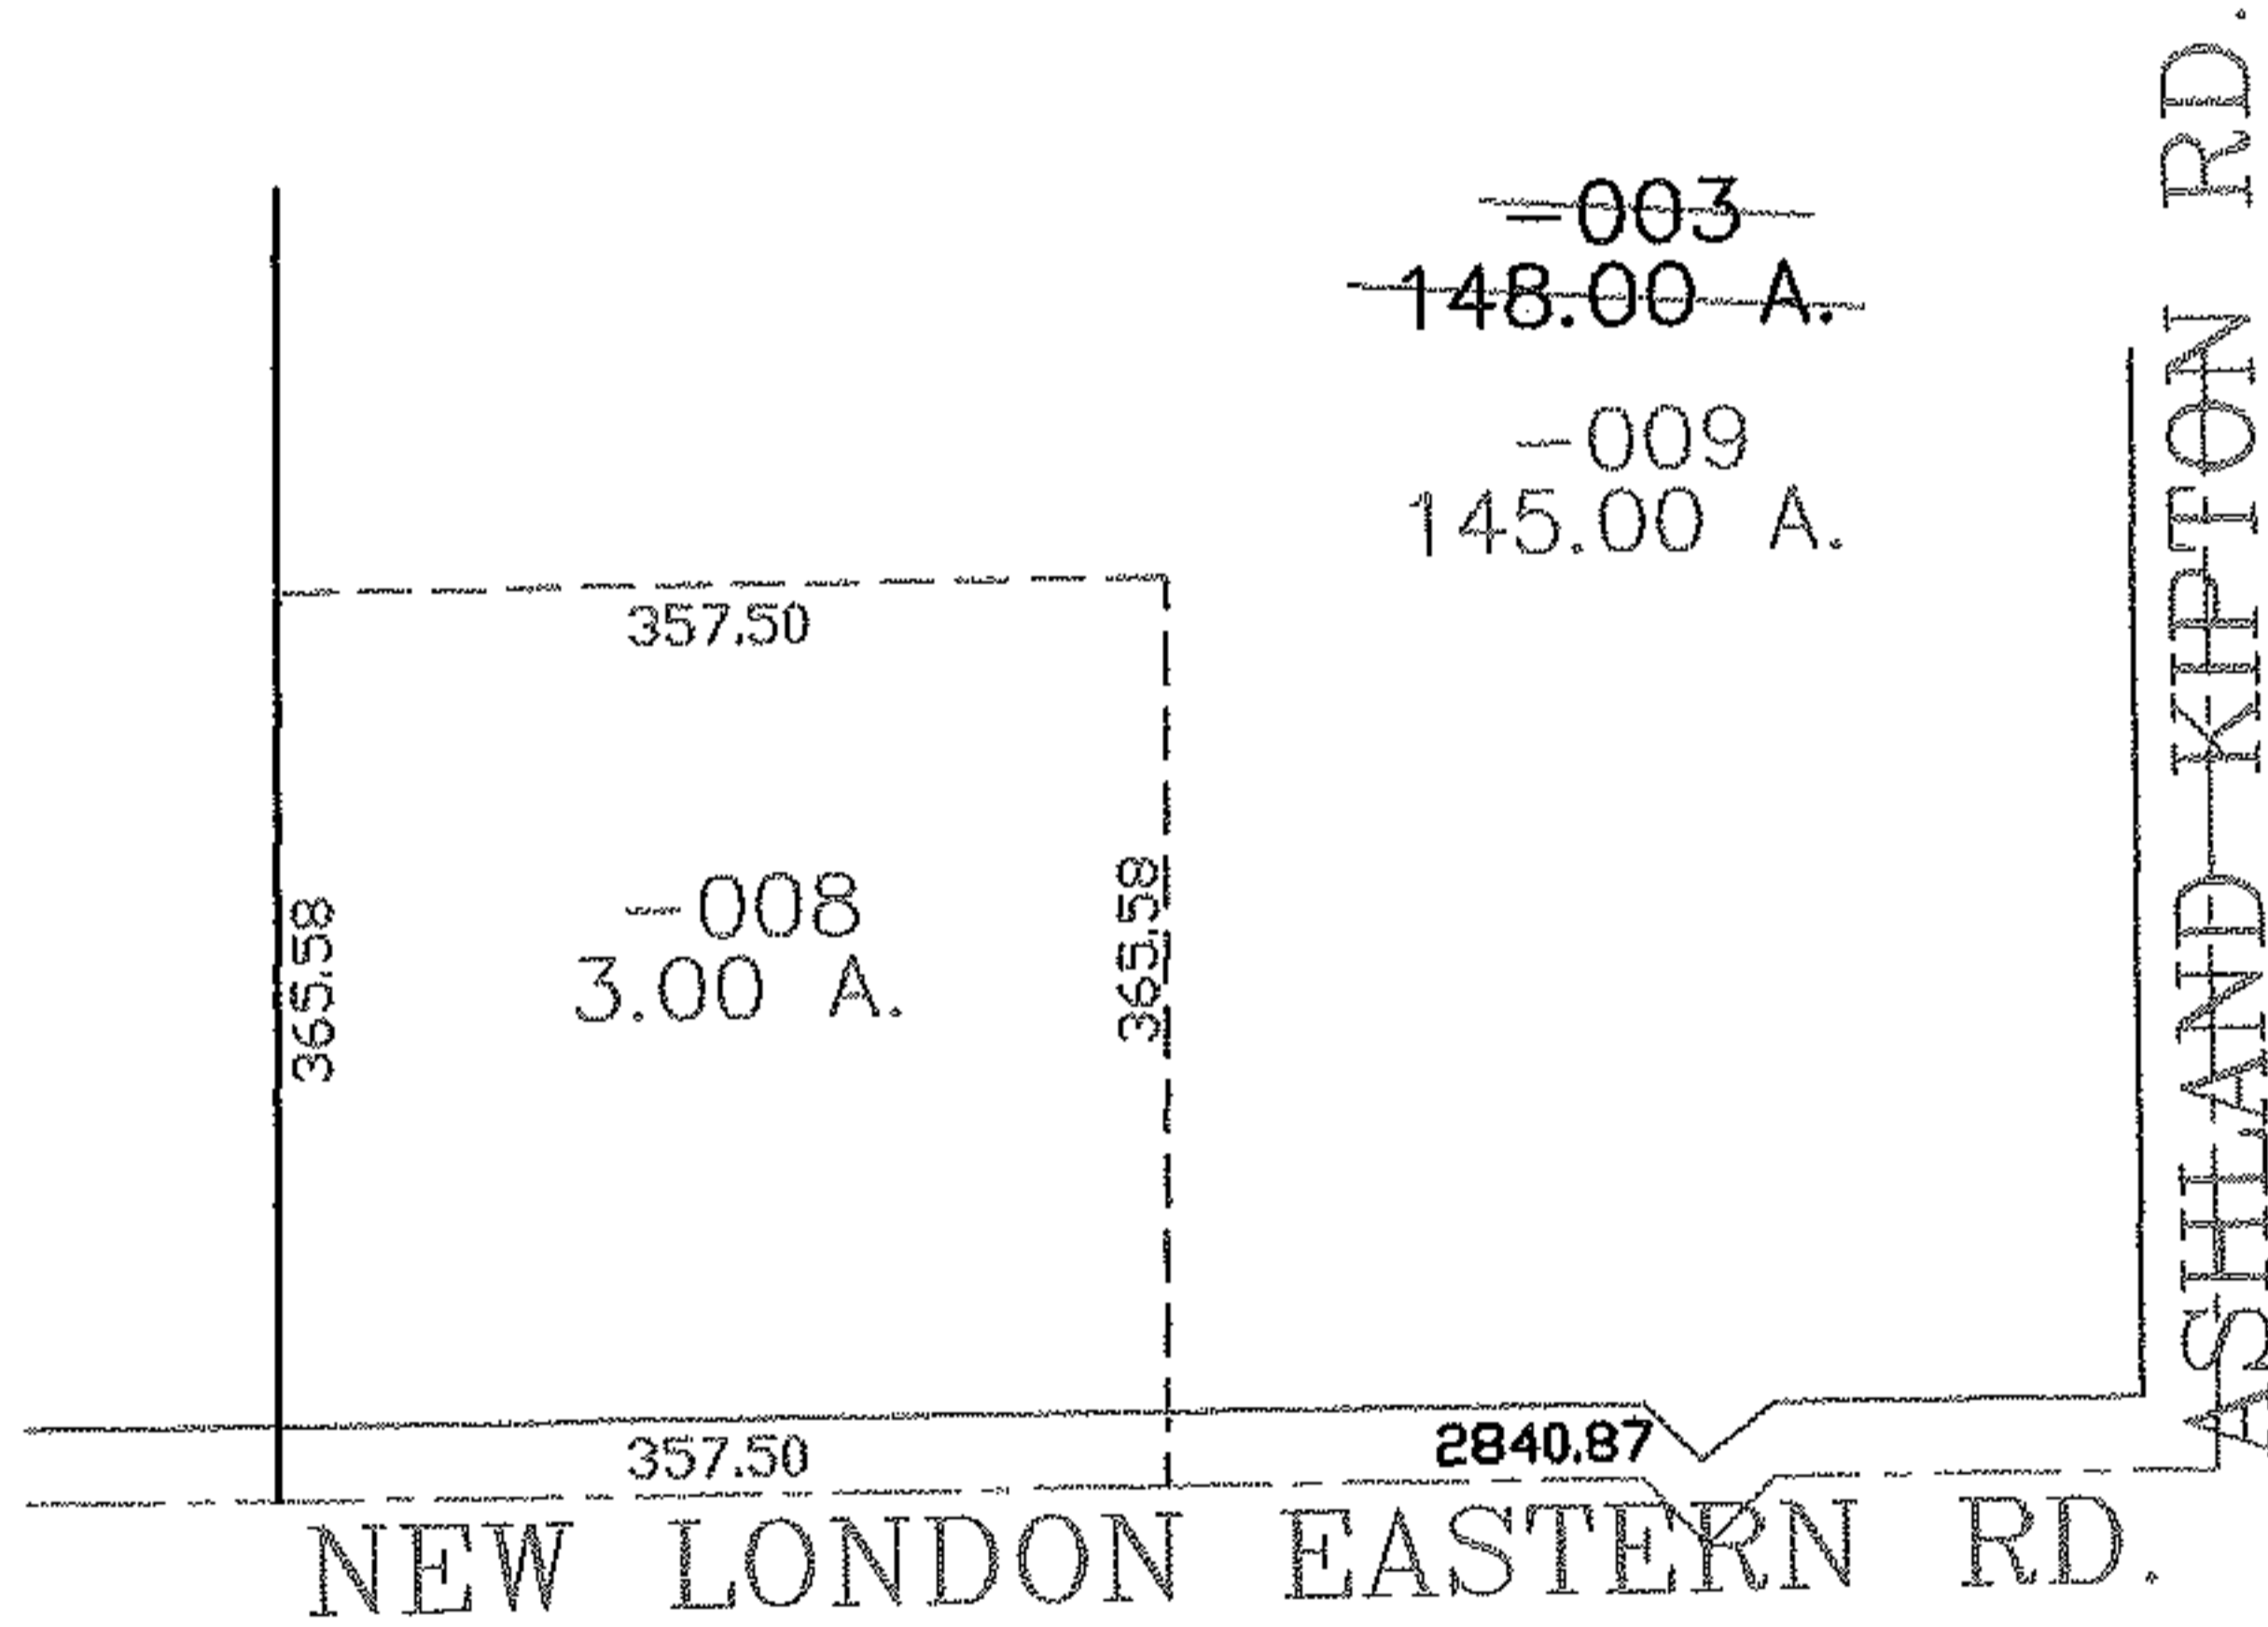 -003
148.00 A.
-009
145.00 A.
357.50
365.58
-008
3.00 A.
365.58
357.50
2840.87
NEW LONDON EASTERN RD.
ASHLAND KIPTON RD.